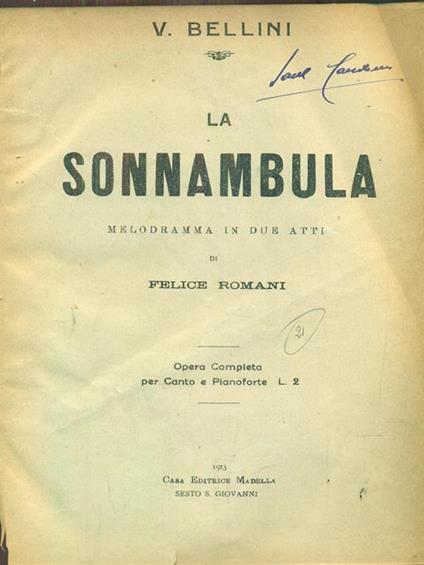 V. BELLINI
LA
SONNAMBULA
MELODRAMMA IN DUE ATTI
DI
FELICE ROMANI
21
Opera Completa
per Canto e Pianoforte L. 2
1913
CASA EDITRICE MADELLA
SESTO S. GIOVANNI